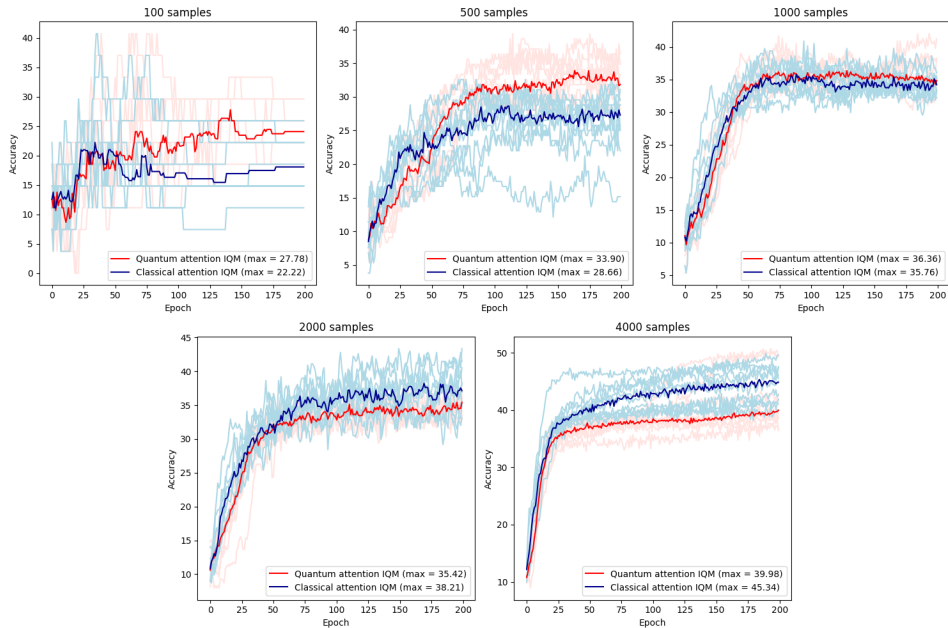 100 samples
40
35
30
25
20
15
10
5
0
Accuracy
Quantum attention IQM (max = 27.78)
Classical attention IQM (max = 22.22)
0 25 50 75 100 125 150 175 200
Epoch
500 samples
40
35
30
25
20
15
10
5
Accuracy
Quantum attention IQM (max = 33.90)
Classical attention IQM (max = 28.66)
0 25 50 75 100 125 150 175 200
Epoch
1000 samples
45
40
35
30
25
20
15
10
5
Accuracy
Quantum attention IQM (max = 36.36)
Classical attention IQM (max = 35.76)
0 25 50 75 100 125 150 175 200
Epoch
2000 samples
45
40
35
30
25
20
15
10
Accuracy
Quantum attention IQM (max = 35.42)
Classical attention IQM (max = 38.21)
0 25 50 75 100 125 150 175 200
Epoch
4000 samples
50
40
30
20
10
Accuracy
Quantum attention IQM (max = 39.98)
Classical attention IQM (max = 45.34)
0 25 50 75 100 125 150 175 200
Epoch